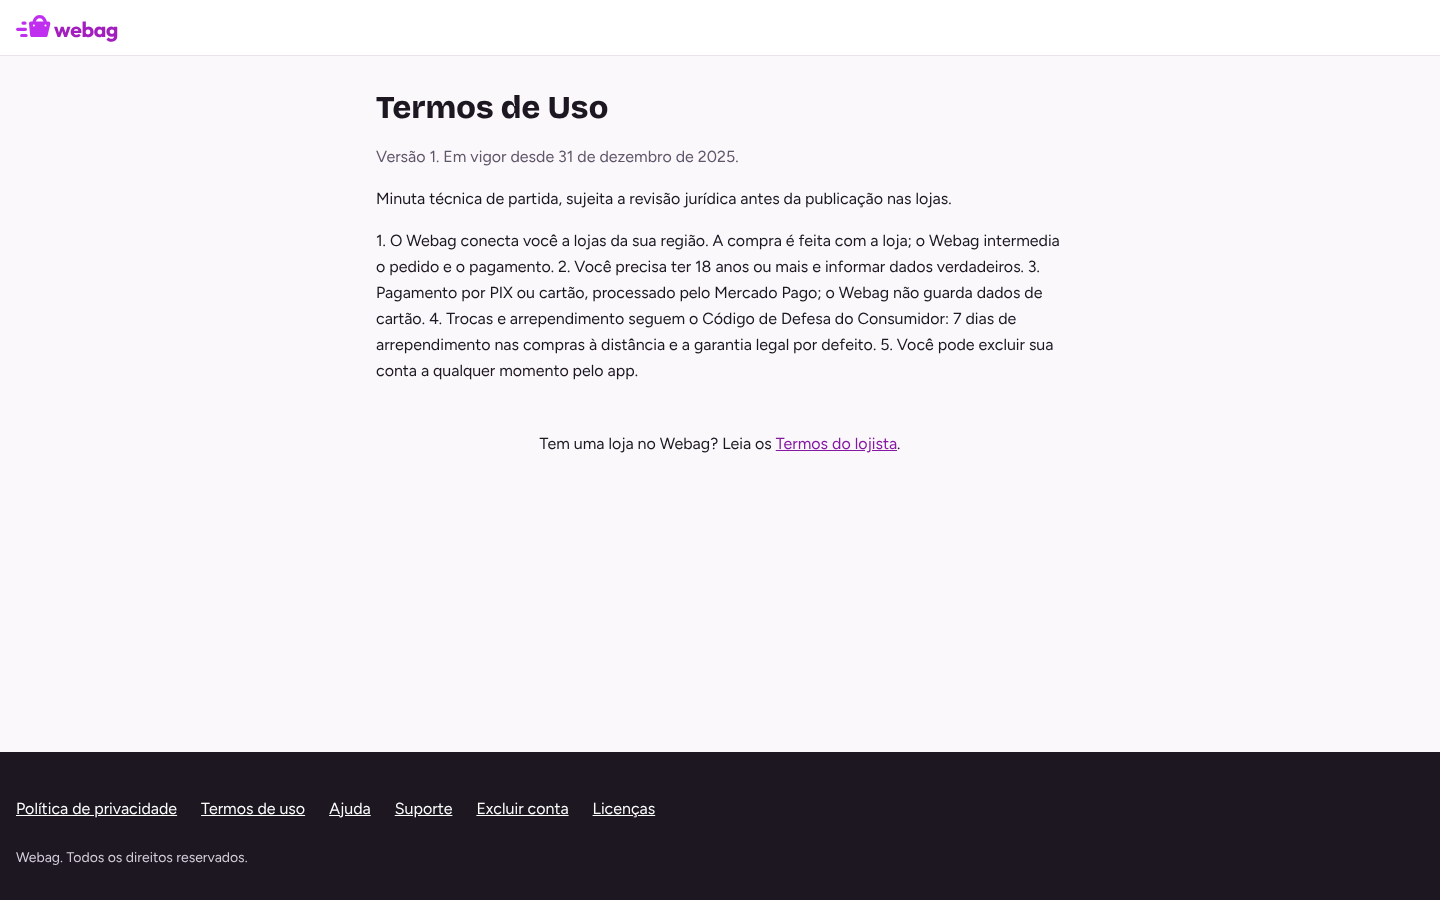 webag
Termos de Uso
Versão 1. Em vigor desde 31 de dezembro de 2025.
Minuta técnica de partida, sujeita a revisão jurídica antes da publicação nas lojas.
1. O Webag conecta você a lojas da sua região. A compra é feita com a loja; o Webag intermedia
o pedido e o pagamento. 2. Você precisa ter 18 anos ou mais e informar dados verdadeiros. 3.
Pagamento por PIX ou cartão, processado pelo Mercado Pago; o Webag não guarda dados de
cartão. 4. Trocas e arrependimento seguem o Código de Defesa do Consumidor: 7 dias de
arrependimento nas compras à distância e a garantia legal por defeito. 5. Você pode excluir sua
conta a qualquer momento pelo app.
Tem uma loja no Webag? Leia os Termos do lojista.
Política de privacidade Termos de uso Ajuda Suporte Excluir conta Licenças
Webag. Todos os direitos reservados.